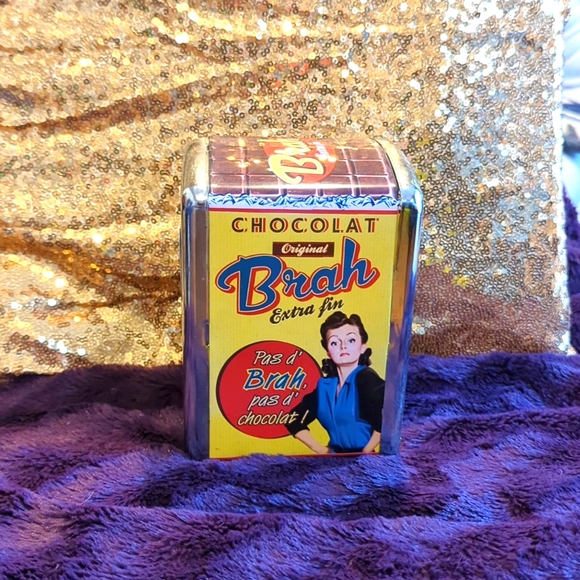 CHOCOLAT
Original
Brah
Extra fin
Pas d'
Brah,
pas d'
chocolat !